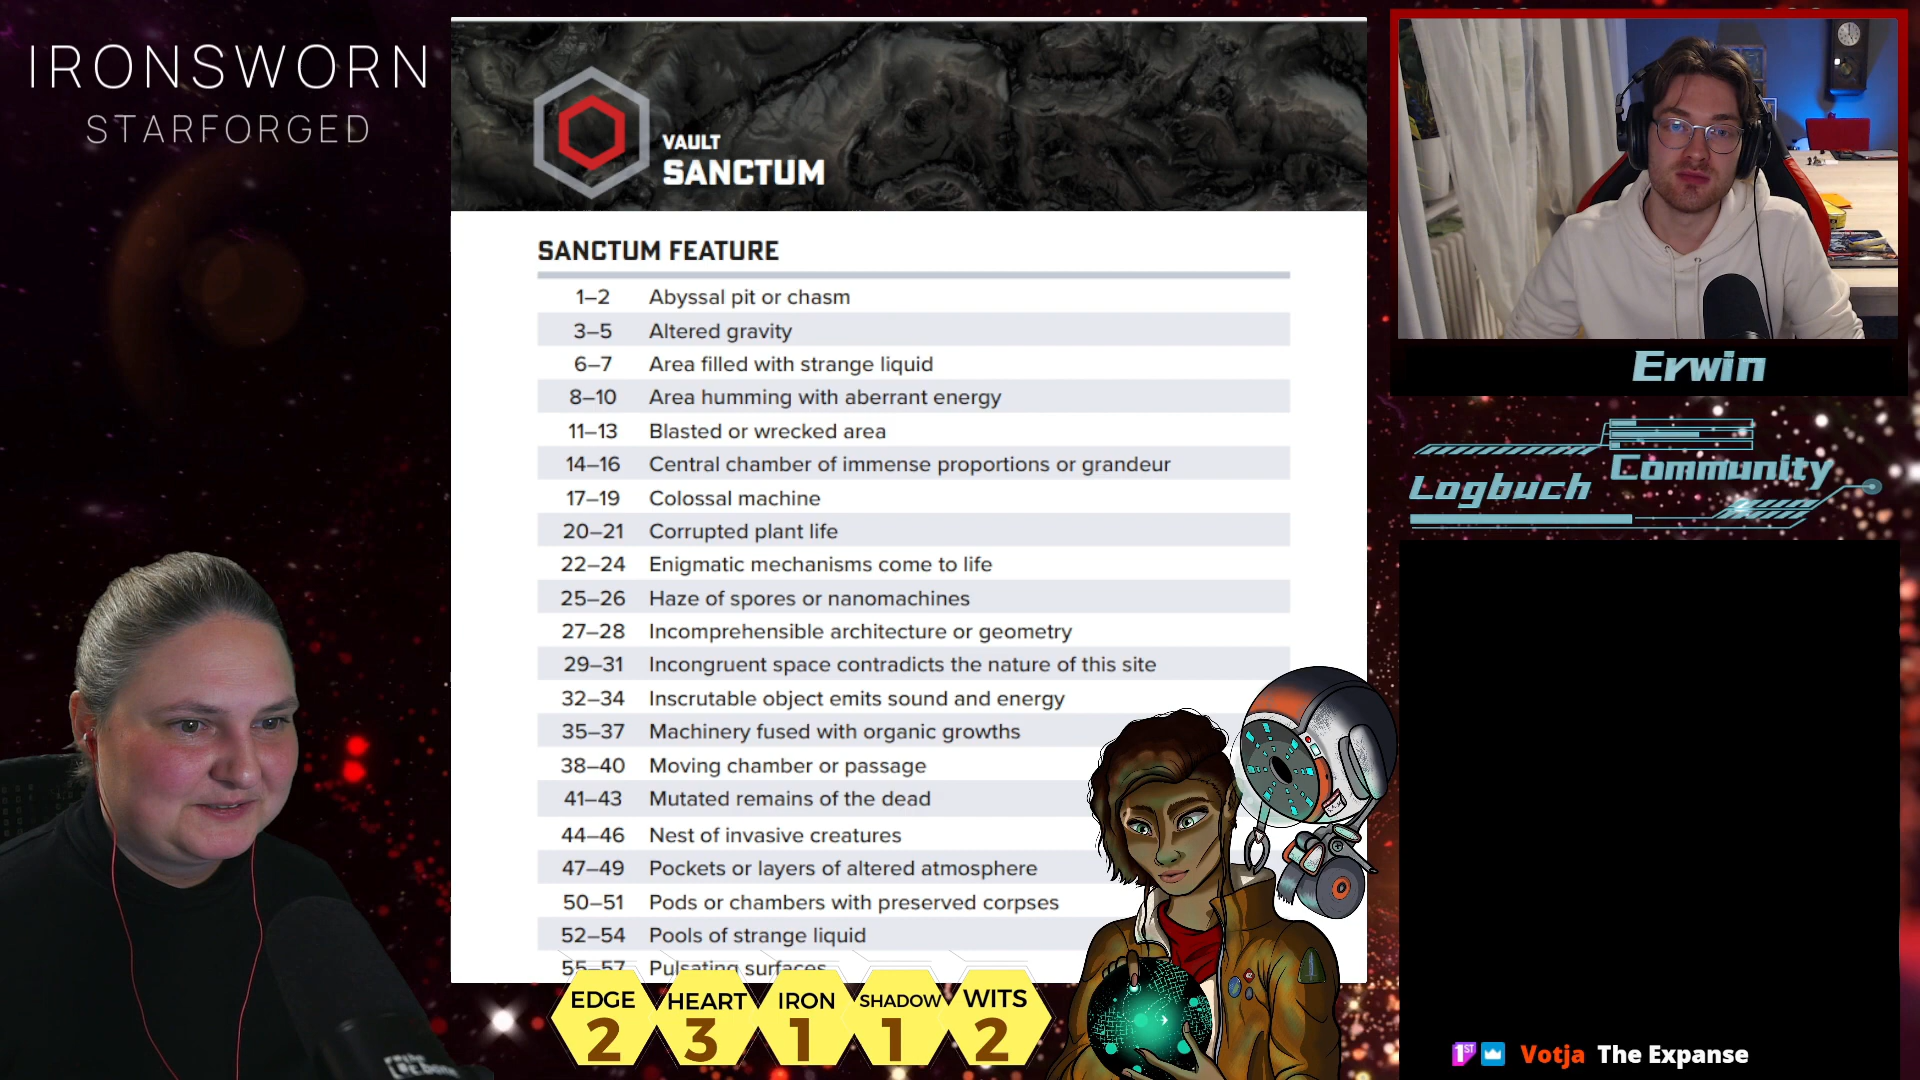 IRONSWORN
STARFORGED
VAULT
SANCTUM
SANCTUM FEATURE
1–2 Abyssal pit or chasm
3–5 Altered gravity
6–7 Area filled with strange liquid
8–10 Area humming with aberrant energy
11–13 Blasted or wrecked area
14–16 Central chamber of immense proportions or grandeur
17–19 Colossal machine
20–21 Corrupted plant life
22–24 Enigmatic mechanisms come to life
25–26 Haze of spores or nanomachines
27–28 Incomprehensible architecture or geometry
29–31 Incongruent space contradicts the nature of this site
32–34 Inscrutable object emits sound and energy
35–37 Machinery fused with organic growths
38–40 Moving chamber or passage
41–43 Mutated remains of the dead
44–46 Nest of invasive creatures
47–49 Pockets or layers of altered atmosphere
50–51 Pods or chambers with preserved corpses
52–54 Pools of strange liquid
55–57 Pulsating surfaces
EDGE HEART IRON SHADOW WITS
2 3 1 1 2
Erwin
Logbuch Community
1ST Votja The Expanse